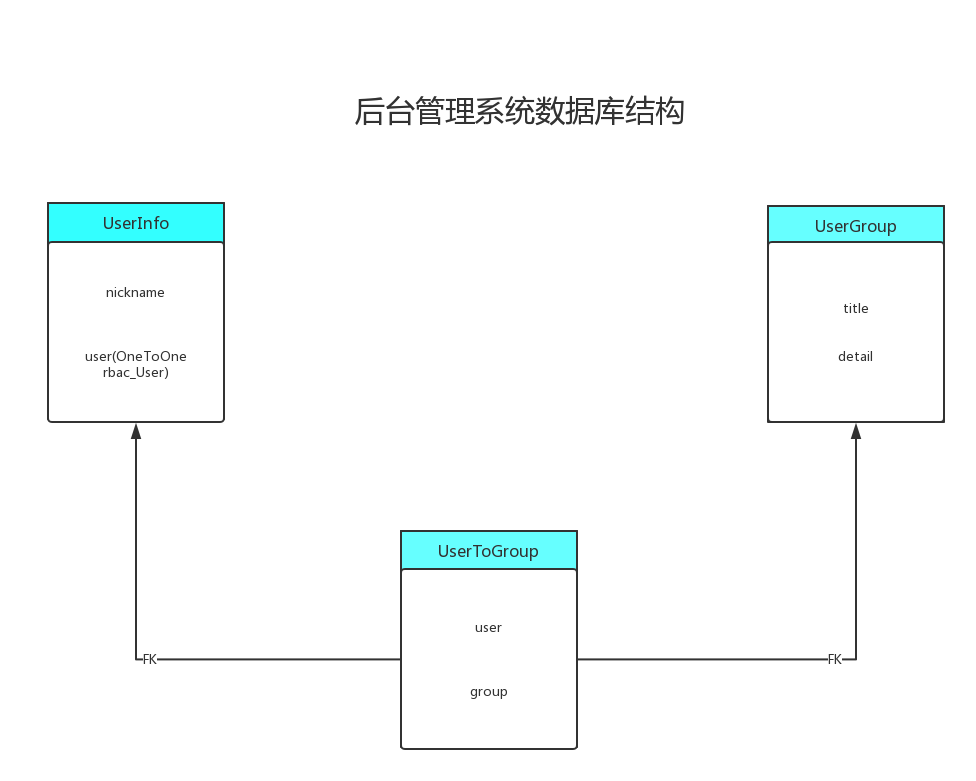 后台管理系统数据库结构
UserInfo
nickname
user(OneToOne
rbac_User)
UserGroup
title
detail
UserToGroup
user
group
FK
FK